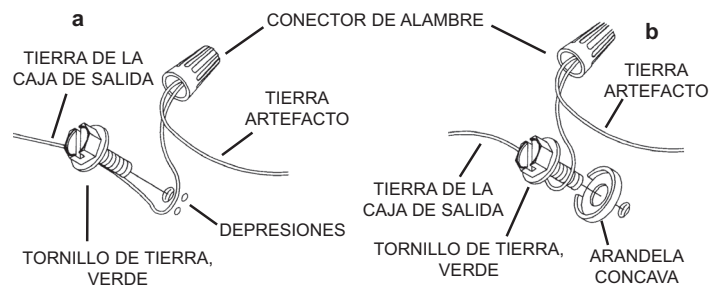 a
CONECTOR DE ALAMBRE
b
TIERRA DE LA
CAJA DE SALIDA
TIERRA
ARTEFACTO
DEPRESIONES
TORNILLO DE TIERRA,
VERDE
TIERRA
ARTEFACTO
TIERRA DE LA
CAJA DE SALIDA
TORNILLO DE TIERRA,
VERDE
ARANDELA
CONCAVA